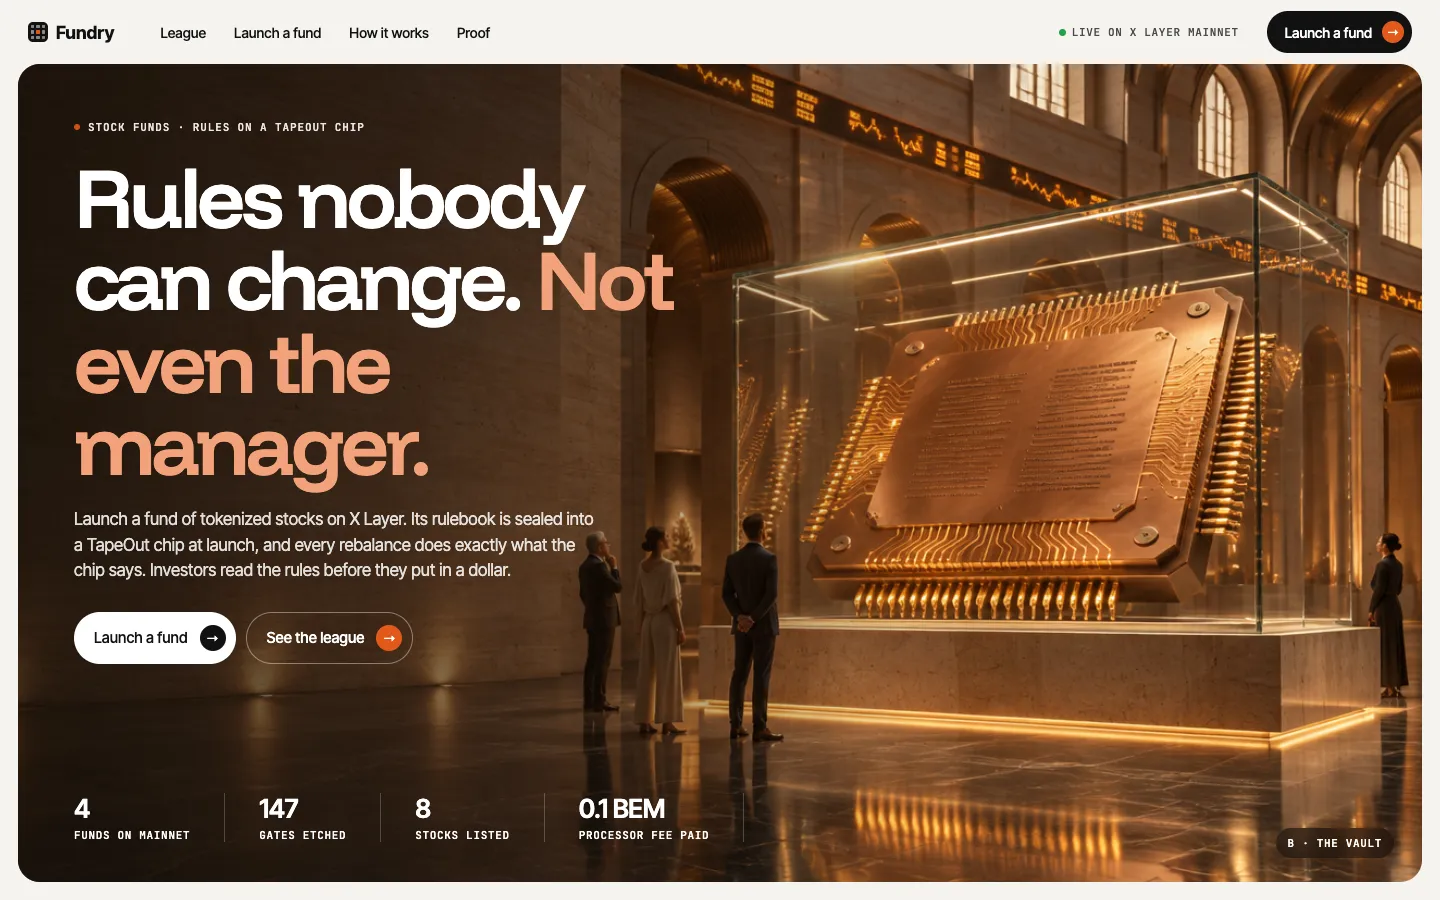 Fundry
League
Launch a fund
How it works
Proof
LIVE ON X LAYER MAINNET
Launch a fund →
STOCK FUNDS · RULES ON A TAPEOUT CHIP
Rules nobody
can change. Not
even the
manager.
Launch a fund of tokenized stocks on X Layer. Its rulebook is sealed into
a TapeOut chip at launch, and every rebalance does exactly what the
chip says. Investors read the rules before they put in a dollar.
Launch a fund →
See the league →
4
FUNDS ON MAINNET
147
GATES ETCHED
8
STOCKS LISTED
0.1 BEM
PROCESSOR FEE PAID
B · THE VAULT